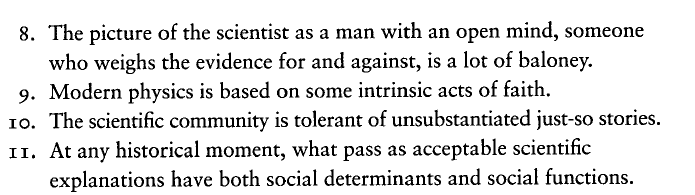 8. The picture of the scientist as a man with an open mind, someone
who weighs the evidence for and against, is a lot of baloney.
9. Modern physics is based on some intrinsic acts of faith.
10. The scientific community is tolerant of unsubstantiated just-so stories.
11. At any historical moment, what pass as acceptable scientific
explanations have both social determinants and social functions.